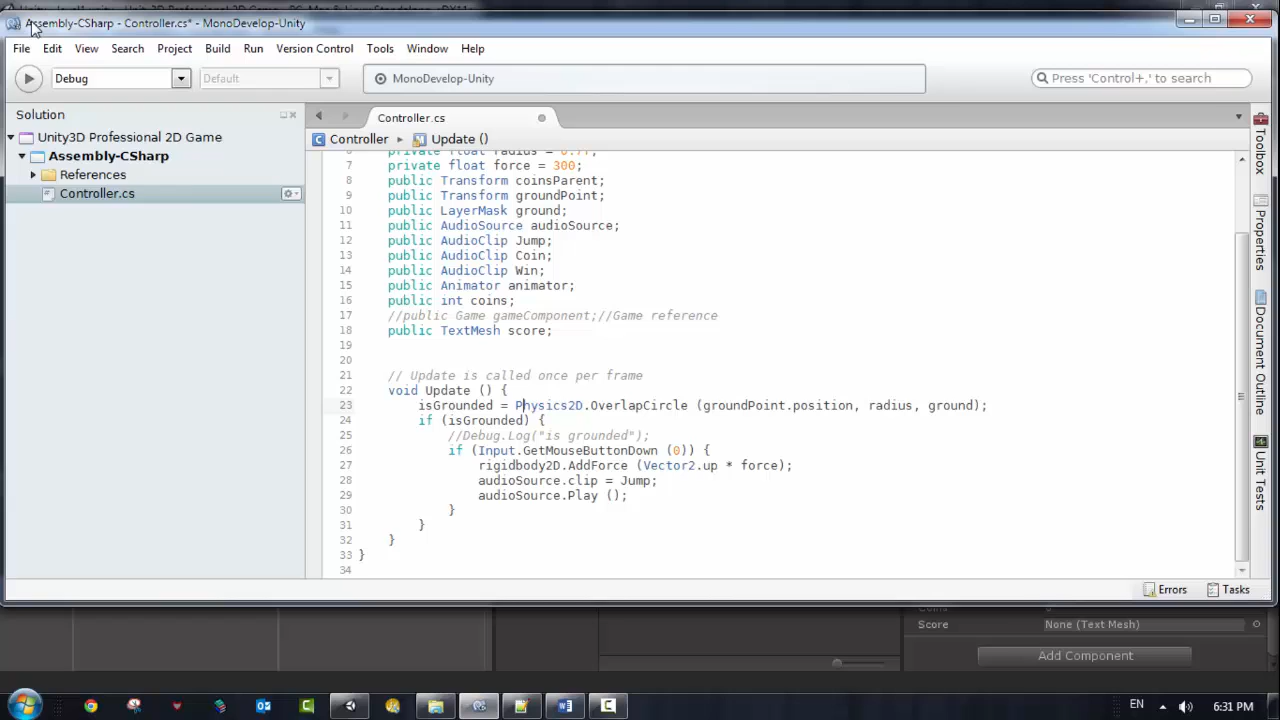 Assembly-CSharp - Controller.cs* - MonoDevelop-Unity
File Edit View Search Project Build Run Version Control Tools Window Help
Debug Default MonoDevelop-Unity Press 'Control+,' to search
Solution
Unity3D Professional 2D Game
Assembly-CSharp
References
Controller.cs
Controller.cs
Controller Update ()
6 private float radius = 0.77;
7 private float force = 300;
8 public Transform coinsParent;
9 public Transform groundPoint;
10 public LayerMask ground;
11 public AudioSource audioSource;
12 public AudioClip Jump;
13 public AudioClip Coin;
14 public AudioClip Win;
15 public Animator animator;
16 public int coins;
17 //public Game gameComponent;//Game reference
18 public TextMesh score;
19
20
21 // Update is called once per frame
22 void Update () {
23 isGrounded = Physics2D.OverlapCircle (groundPoint.position, radius, ground);
24 if (isGrounded) {
25 //Debug.Log("is grounded");
26 if (Input.GetMouseButtonDown (0)) {
27 rigidbody2D.AddForce (Vector2.up * force);
28 audioSource.clip = Jump;
29 audioSource.Play ();
30 }
31 }
32 }
33 }
34
Toolbox
Properties
Document Outline
Unit Tests
Errors Tasks
Score None (Text Mesh)
Add Component
EN 6:31 PM